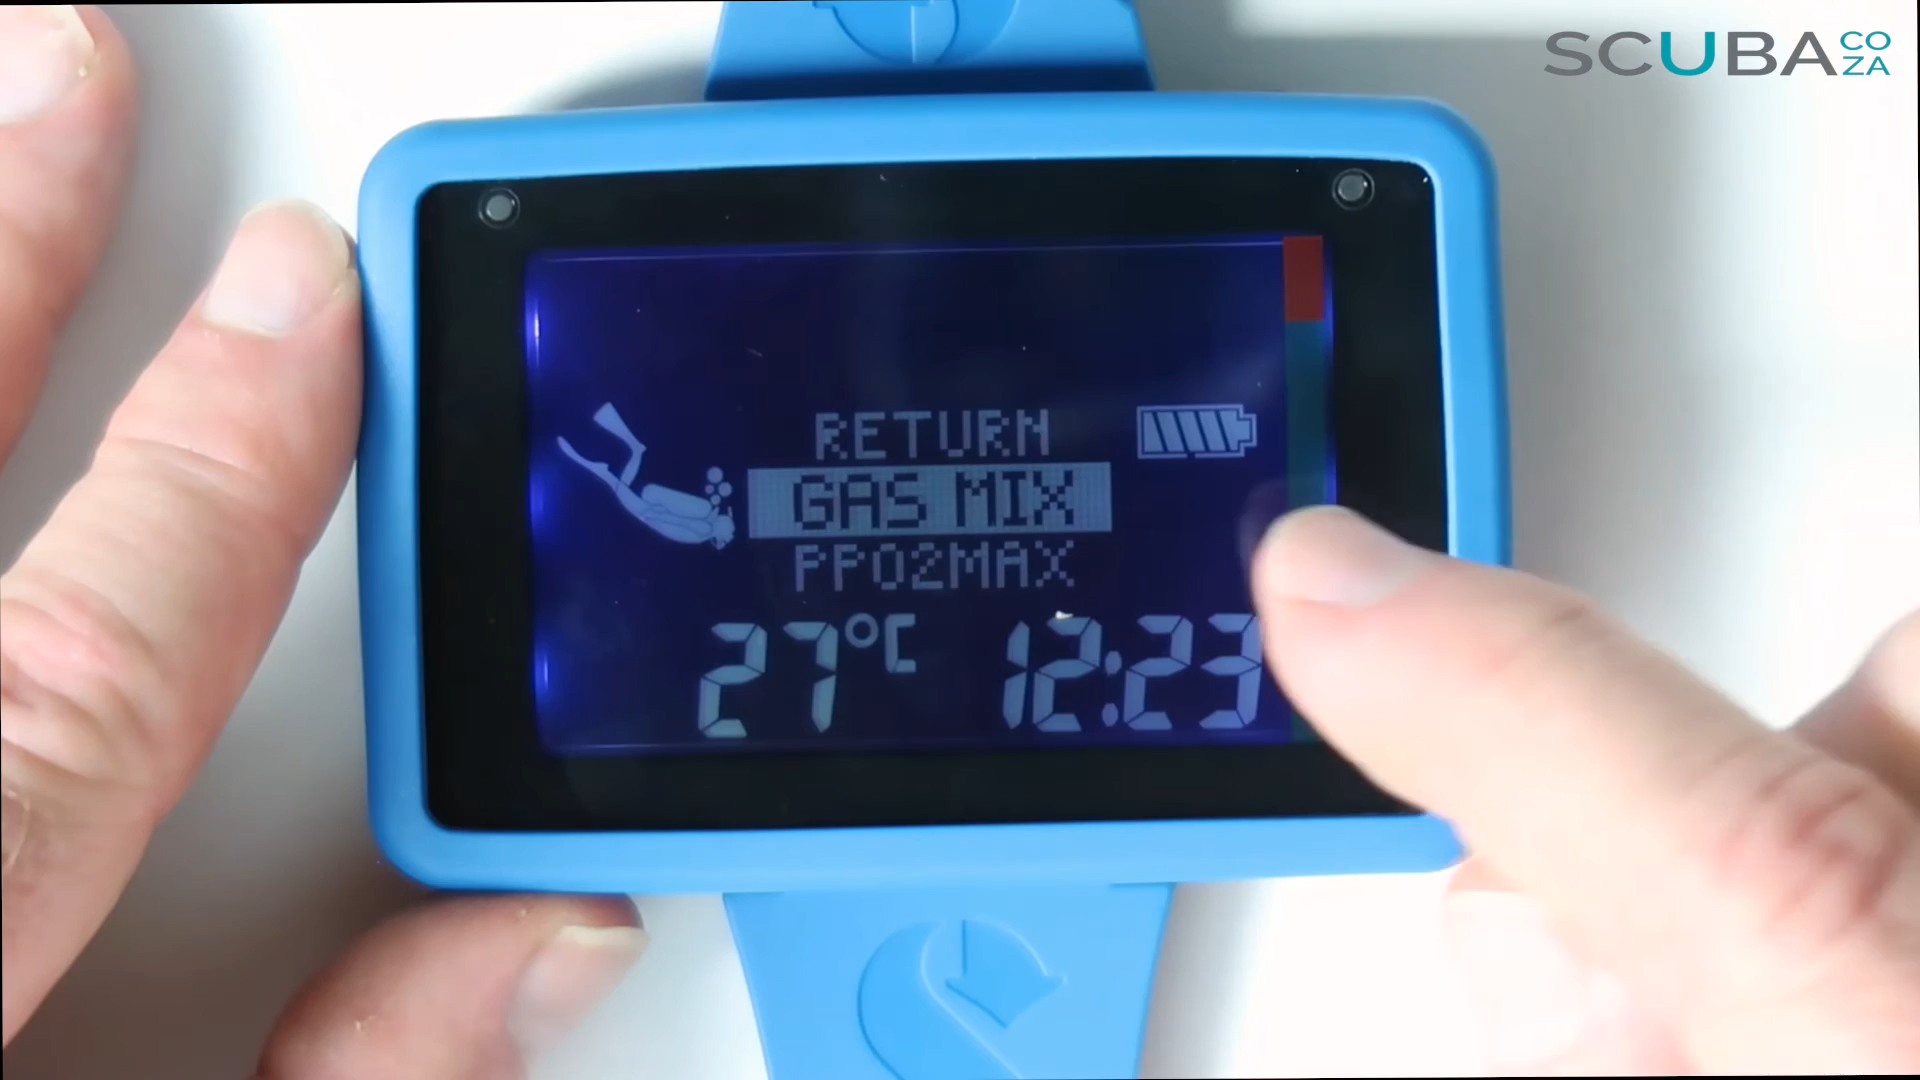 SCUBA CO ZA
RETURN
GAS MIX
PPO2MAX
27°C 12:23